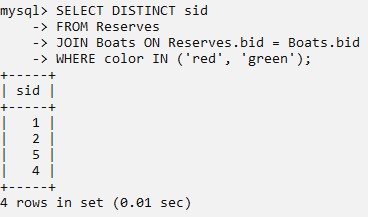 mysql> SELECT DISTINCT sid
    -> FROM Reserves
    -> JOIN Boats ON Reserves.bid = Boats.bid
    -> WHERE color IN ('red', 'green');
+-----+
| sid |
+-----+
|   1 |
|   2 |
|   5 |
|   4 |
+-----+
4 rows in set (0.01 sec)